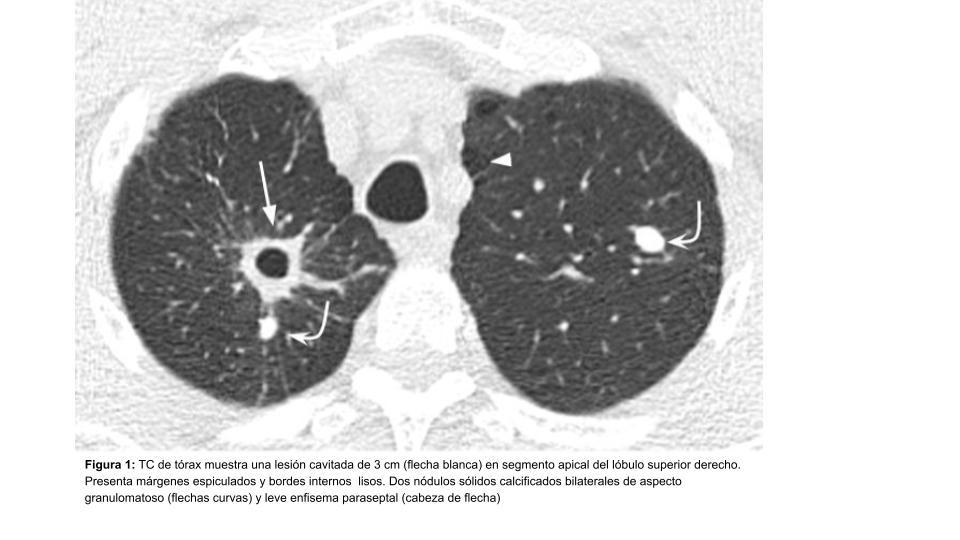 Figura 1: TC de tórax muestra una lesión cavitada de 3 cm (flecha blanca) en segmento apical del lóbulo superior derecho.
Presenta márgenes espiculados y bordes internos lisos. Dos nódulos sólidos calcificados bilaterales de aspecto
granulomatoso (flechas curvas) y leve enfisema paraseptal (cabeza de flecha)